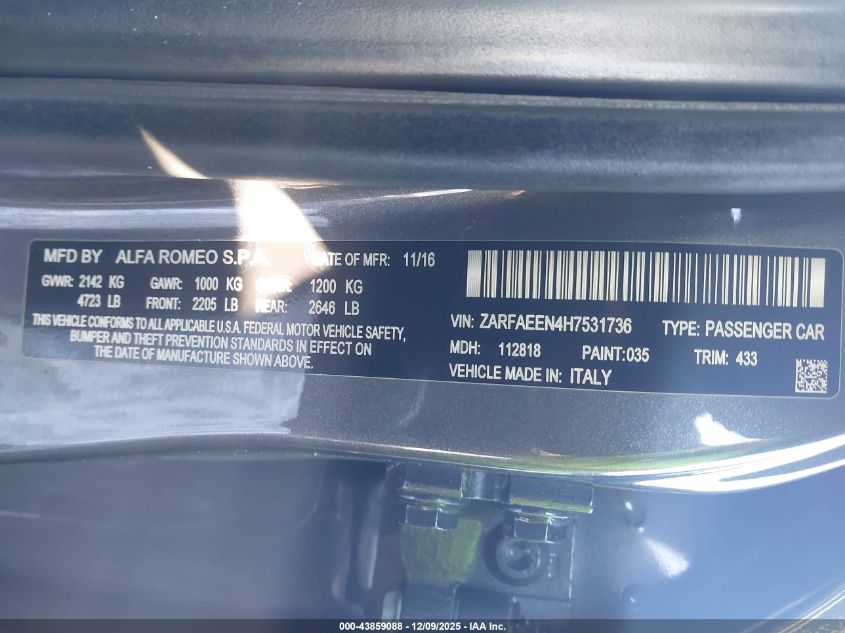 MFD BY ALFA ROMEO S.P.A. DATE OF MFR: 11/16
GVWR: 2142 KG GAWR: 1000 KG 1200 KG
4723 LB FRONT: 2205 LB REAR: 2646 LB
THIS VEHICLE CONFORMS TO ALL APPLICABLE U.S.A. FEDERAL MOTOR VEHICLE SAFETY,
BUMPER AND THEFT PREVENTION STANDARDS IN EFFECT ON
THE DATE OF MANUFACTURE SHOWN ABOVE.
VIN: ZARFAEEN4H7531736 TYPE: PASSENGER CAR
MDH: 112818 PAINT:035 TRIM: 433
VEHICLE MADE IN: ITALY
000-43859088 12/09/2025 IAA Inc.